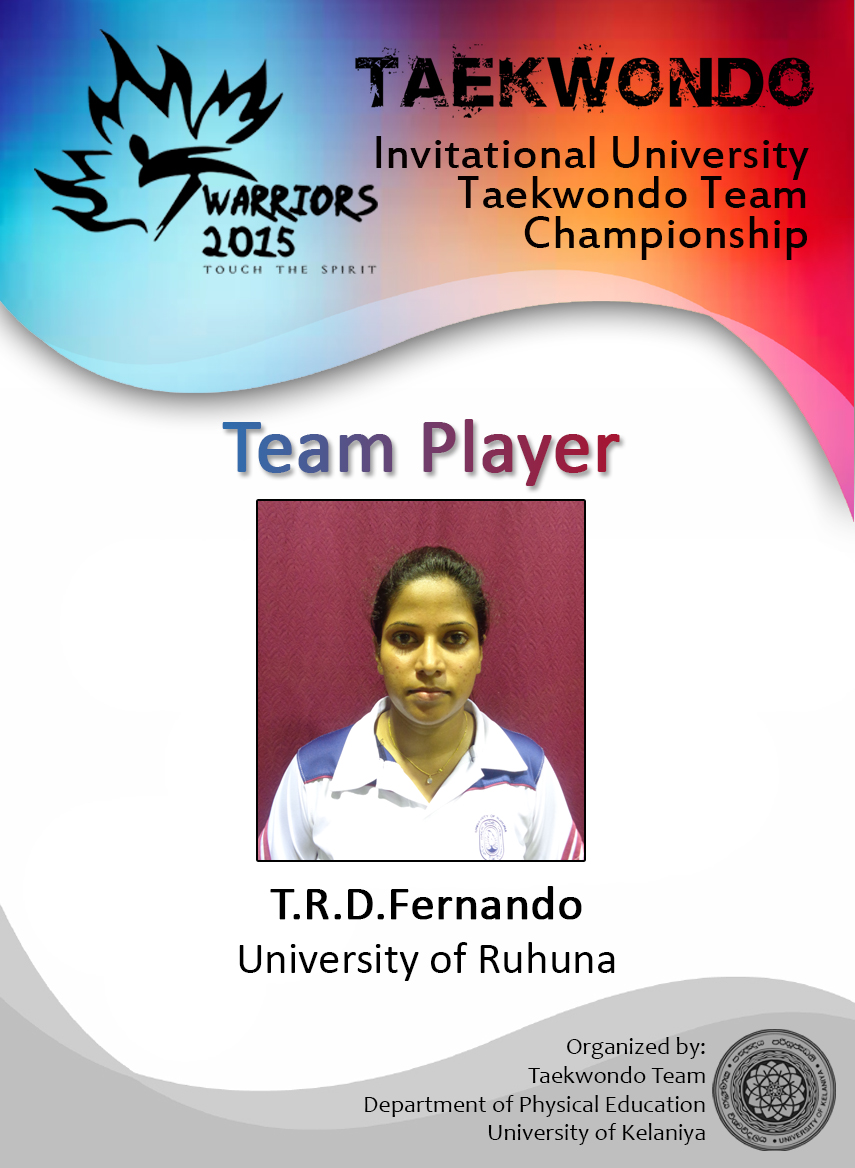 TAEKWONDO
Invitational University
Taekwondo Team
Championship
WARRIORS
2015
TOUCH THE SPIRIT
Team Player
T.R.D.Fernando
University of Ruhuna
Organized by:
Taekwondo Team
Department of Physical Education
University of Kelaniya
UNIVERSITY OF KELANIYA